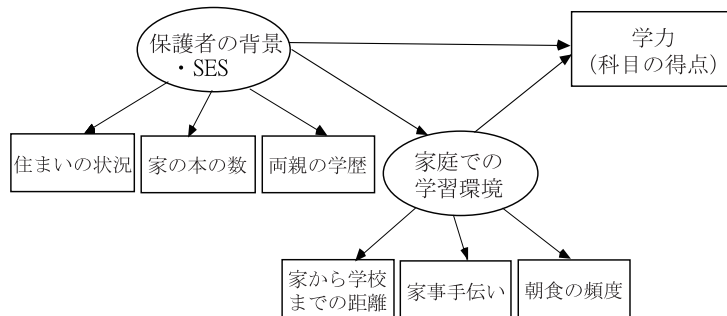 保護者の背景
・SES
学力
（科目の得点）
住まいの状況
家の本の数
両親の学歴
家庭での
学習環境
家から学校
までの距離
家事手伝い
朝食の頻度